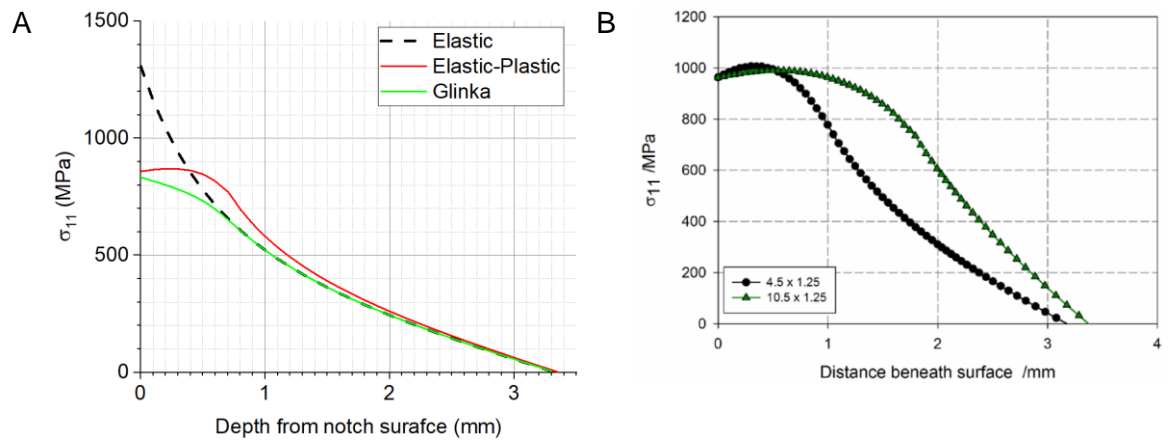 A
1500
1000
500
0
σ11 (MPa)
Elastic
Elastic-Plastic
Glinka
0
1
2
3
Depth from notch surafce (mm)
B
1200
1000
800
600
400
200
0
σ11 /MPa
4.5 x 1.25
10.5 x 1.25
0
1
2
3
4
Distance beneath surface /mm